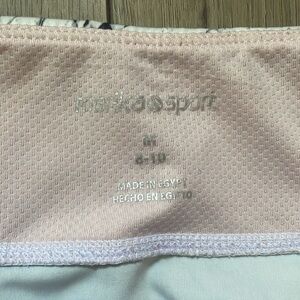 marika sport
M
8-10
MADE IN EGYPT
HECHO EN EGIPTO